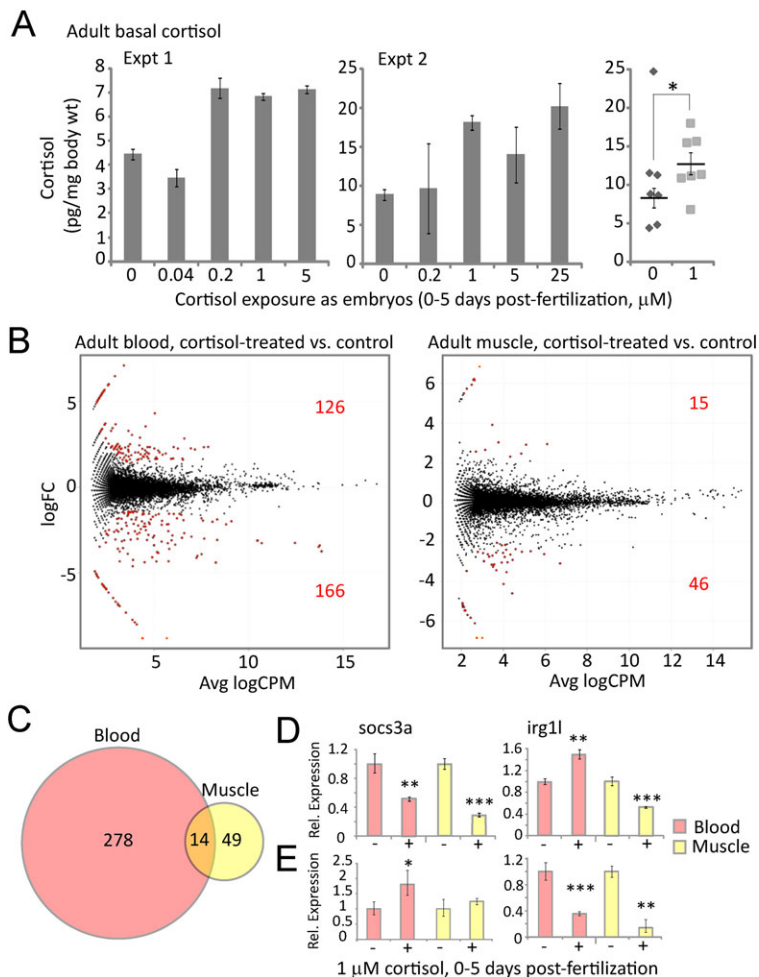 A
Adult basal cortisol
Expt 1
Expt 2
Cortisol
(pg/mg body wt)
8
7
6
5
4
3
2
1
0
0 0.04 0.2 1 5
25
20
15
10
5
0
0 0.2 1 5 25
*
25
20
15
10
5
0
0 1
Cortisol exposure as embryos (0-5 days post-fertilization, μM)
B
Adult blood, cortisol-treated vs. control
Adult muscle, cortisol-treated vs. control
logFC
5
0
-5
126
166
5 10 15
Avg logCPM
6
4
2
0
-2
-4
-6
15
46
2 4 6 8 10 12 14
Avg logCPM
C
Blood
Muscle
278
14
49
D
socs3a
irg1l
Rel. Expression
1.2
0.8
0.4
0
** ***
- + - +
1.6
1.2
0.8
0.4
0
** ***
- + - +
Blood
Muscle
E
Rel. Expression
2.5
2
1.5
1
0.5
0
*
- + - +
1.2
0.8
0.4
0
*** **
- + - +
1 μM cortisol, 0-5 days post-fertilization